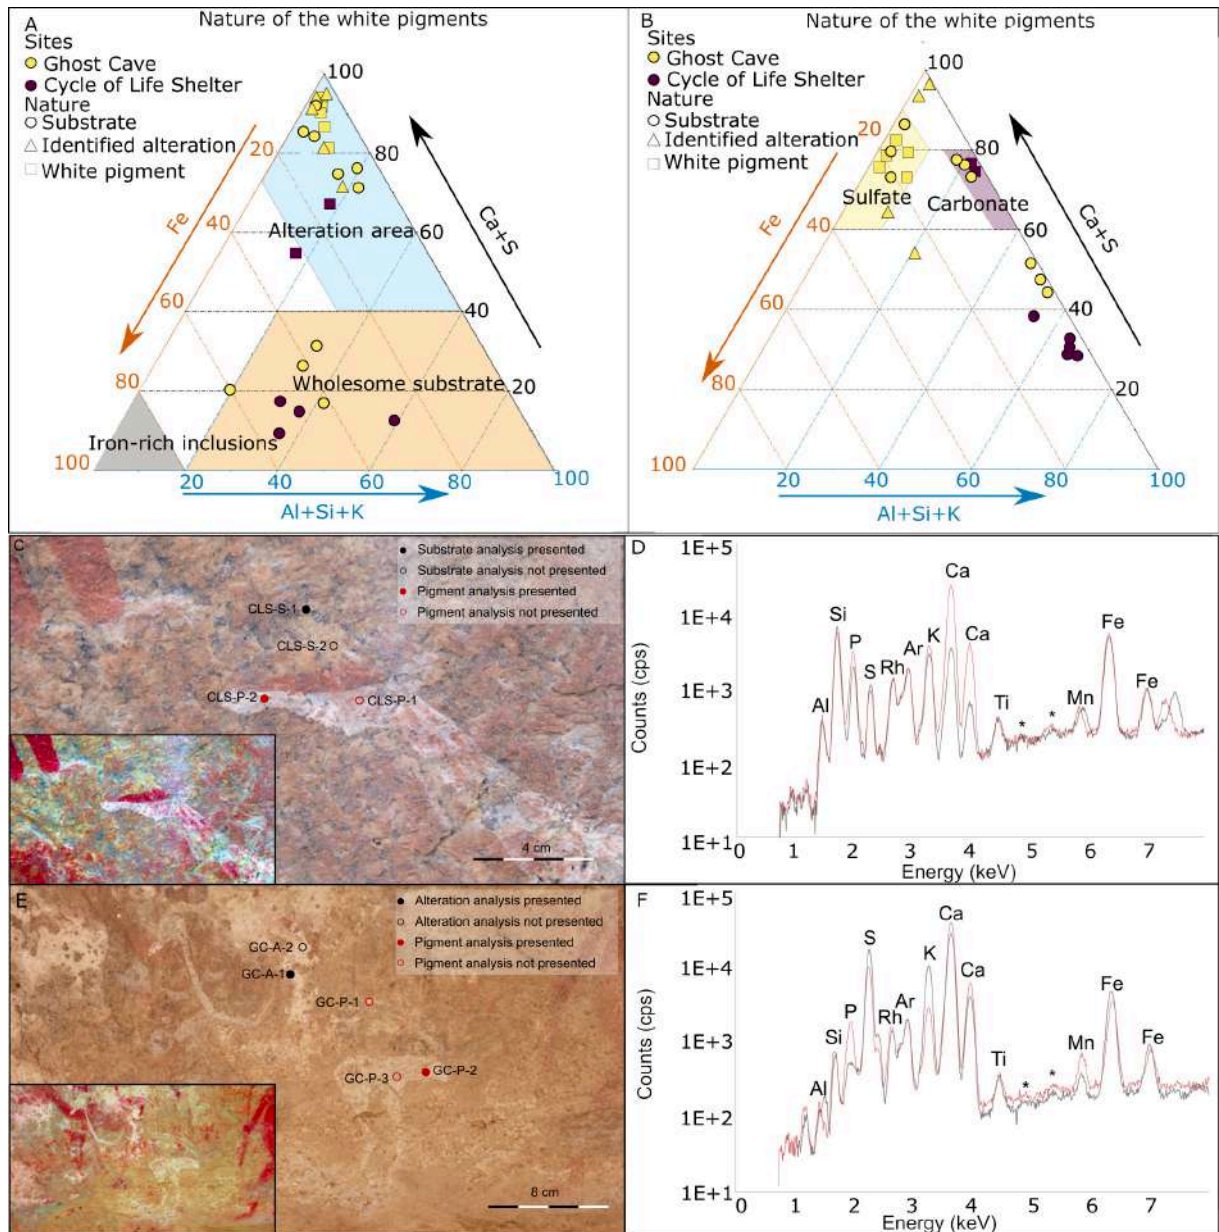 A
Nature of the white pigments
Sites
Ghost Cave
Cycle of Life Shelter
Nature
Substrate
Identified alteration
White pigment
100
80
60
40
20
Ca+S
20
40
60
80
100
Fe
Alteration area
Wholesome substrate
Iron-rich inclusions
20
40
60
80
100
Al+Si+K
B
Nature of the white pigments
Sites
Ghost Cave
Cycle of Life Shelter
Nature
Substrate
Identified alteration
White pigment
100
80
60
40
20
Ca+S
20
40
60
80
100
Fe
Sulfate
Carbonate
20
40
60
80
100
Al+Si+K
C
Substrate analysis presented
Substrate analysis not presented
Pigment analysis presented
Pigment analysis not presented
CLS-S-1
CLS-S-2
CLS-P-2
CLS-P-1
4 cm
D
1E+5
1E+4
1E+3
1E+2
1E+1
Counts (cps)
Al
Si
P
S
Rh
Ar
K
Ca
Ca
Ti
*
*
Mn
Fe
Fe
0 1 2 3 4 5 6 7
Energy (keV)
E
Alteration analysis presented
Alteration analysis not presented
Pigment analysis presented
Pigment analysis not presented
GC-A-2
GC-A-1
GC-P-1
GC-P-3
GC-P-2
8 cm
F
1E+5
1E+4
1E+3
1E+2
1E+1
Counts (cps)
Al
Si
P
S
Rh
Ar
K
Ca
Ca
Ti
*
*
Mn
Fe
Fe
0 1 2 3 4 5 6 7
Energy (keV)